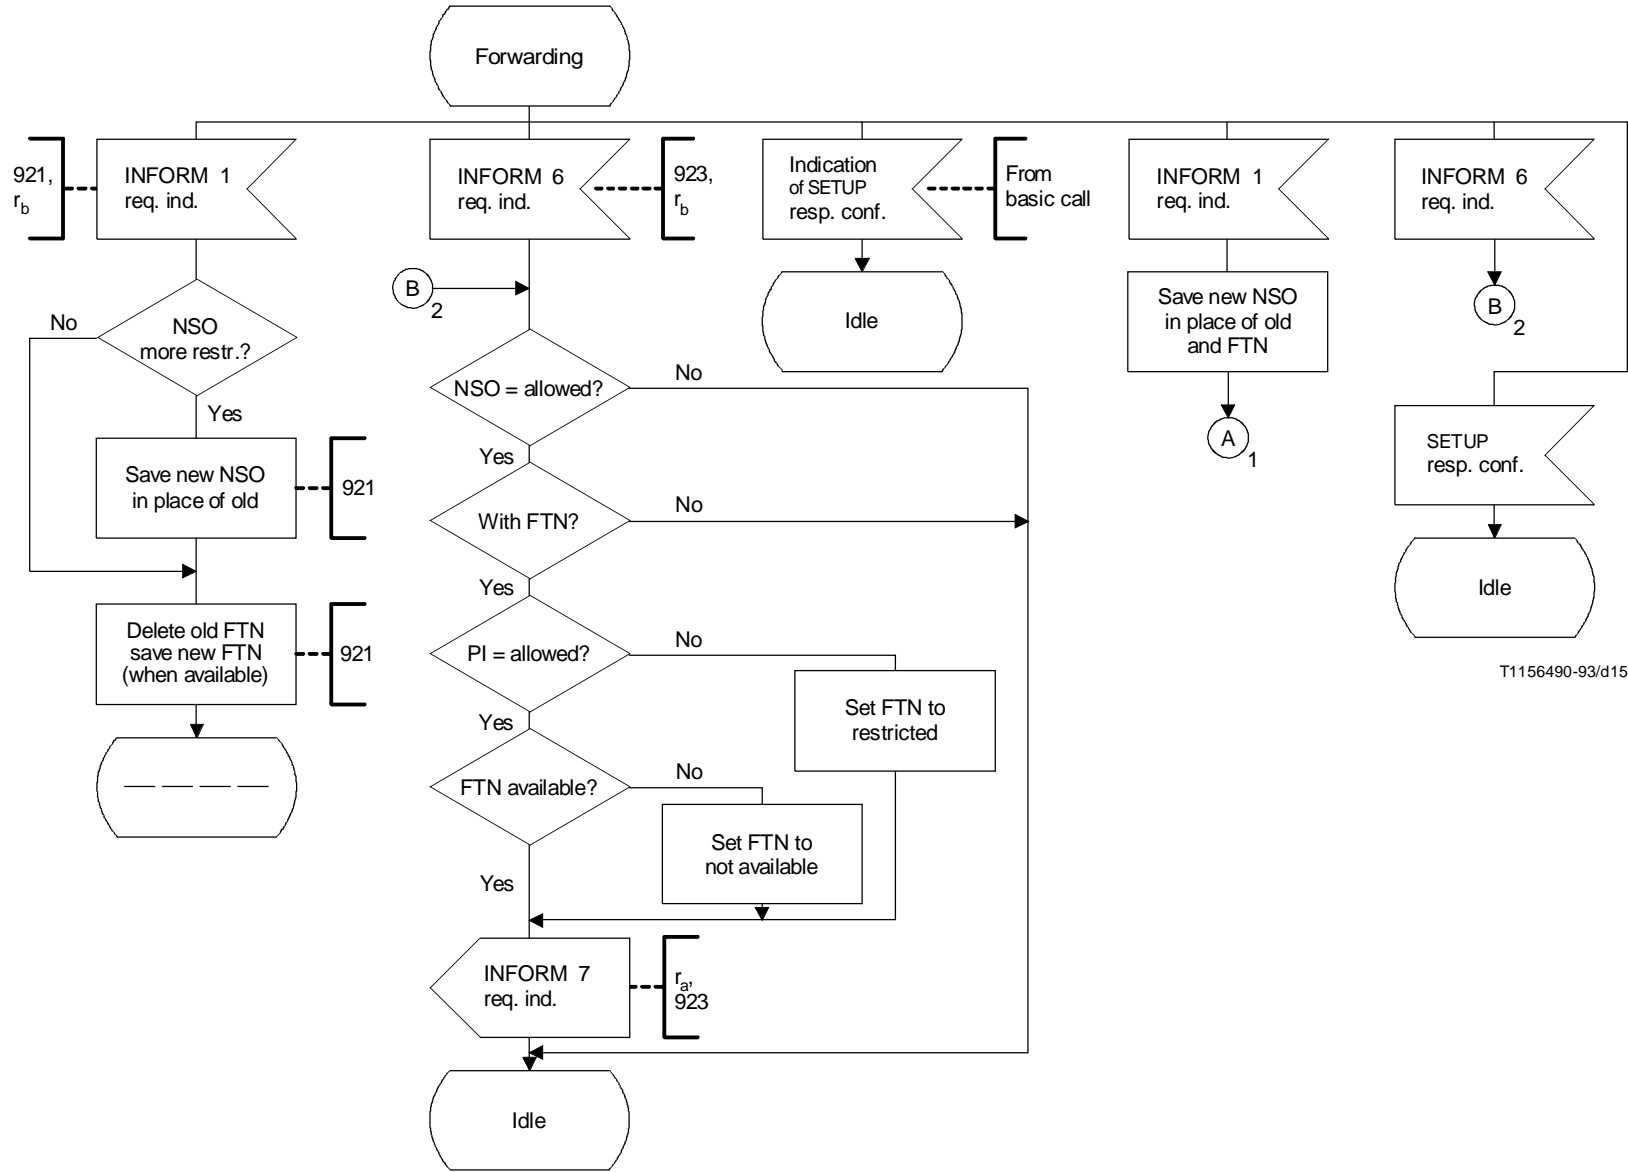 Forwarding
921,
rb
INFORM 1
req. ind.
INFORM 6
req. ind.
923,
rb
Indication
of SETUP
resp. conf.
From
basic call
INFORM 1
req. ind.
INFORM 6
req. ind.
B
2
No
NSO
more restr.?
Yes
Idle
Save new NSO
in place of old
and FTN
B
2
NSO = allowed?
No
Yes
A
1
SETUP
resp. conf.
Save new NSO
in place of old
921
With FTN?
No
Yes
Idle
Delete old FTN
save new FTN
(when available)
921
PI = allowed?
No
Yes
Set FTN to
restricted
T1156490-93/d15
FTN available?
No
Yes
Set FTN to
not available
INFORM 7
req. ind.
ra,
923
Idle